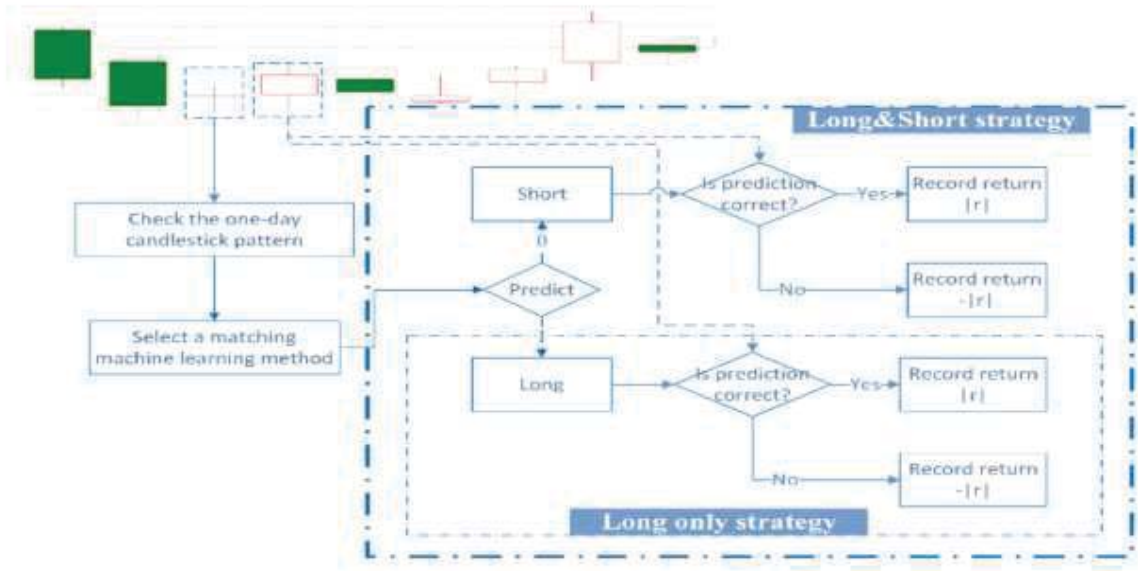 Long&Short strategy
Short
Is prediction
correct?
Yes
Record return
|r|
Check the one-day
candlestick pattern
0
No
Record return
-|r|
Predict
Select a matching
machine learning method
Long
Is prediction
correct?
Yes
Record return
|r|
No
Record return
-|r|
Long only strategy